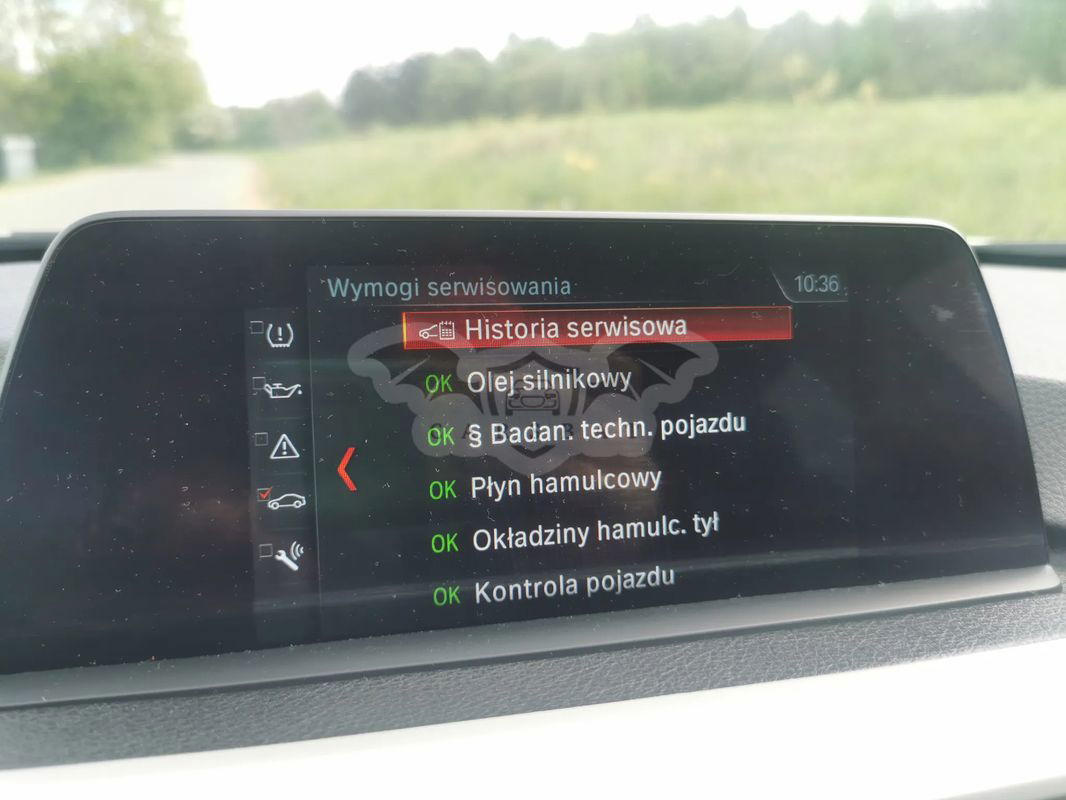 Wymogi serwisowania
10:36
Historia serwisowa
OK Olej silnikowy
OK § Badan. techn. pojazdu
OK Płyn hamulcowy
OK Okładziny hamulc. tył
OK Kontrola pojazdu